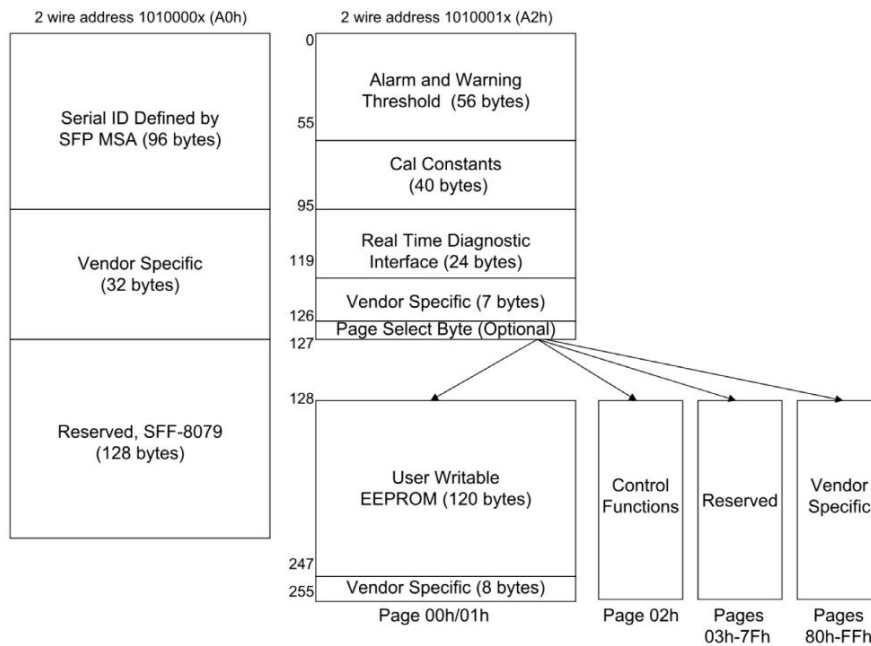 2 wire address 1010000x (A0h)
Serial ID Defined by
SFP MSA (96 bytes)
Vendor Specific
(32 bytes)
Reserved, SFF-8079
(128 bytes)
2 wire address 1010001x (A2h)
0
Alarm and Warning
Threshold (56 bytes)
55
Cal Constants
(40 bytes)
95
Real Time Diagnostic
Interface (24 bytes)
119
Vendor Specific (7 bytes)
126
Page Select Byte (Optional)
127
128
User Writable
EEPROM (120 bytes)
247
Vendor Specific (8 bytes)
255
Page 00h/01h
Control
Functions
Page 02h
Reserved
Pages
03h-7Fh
Vendor
Specific
Pages
80h-FFh